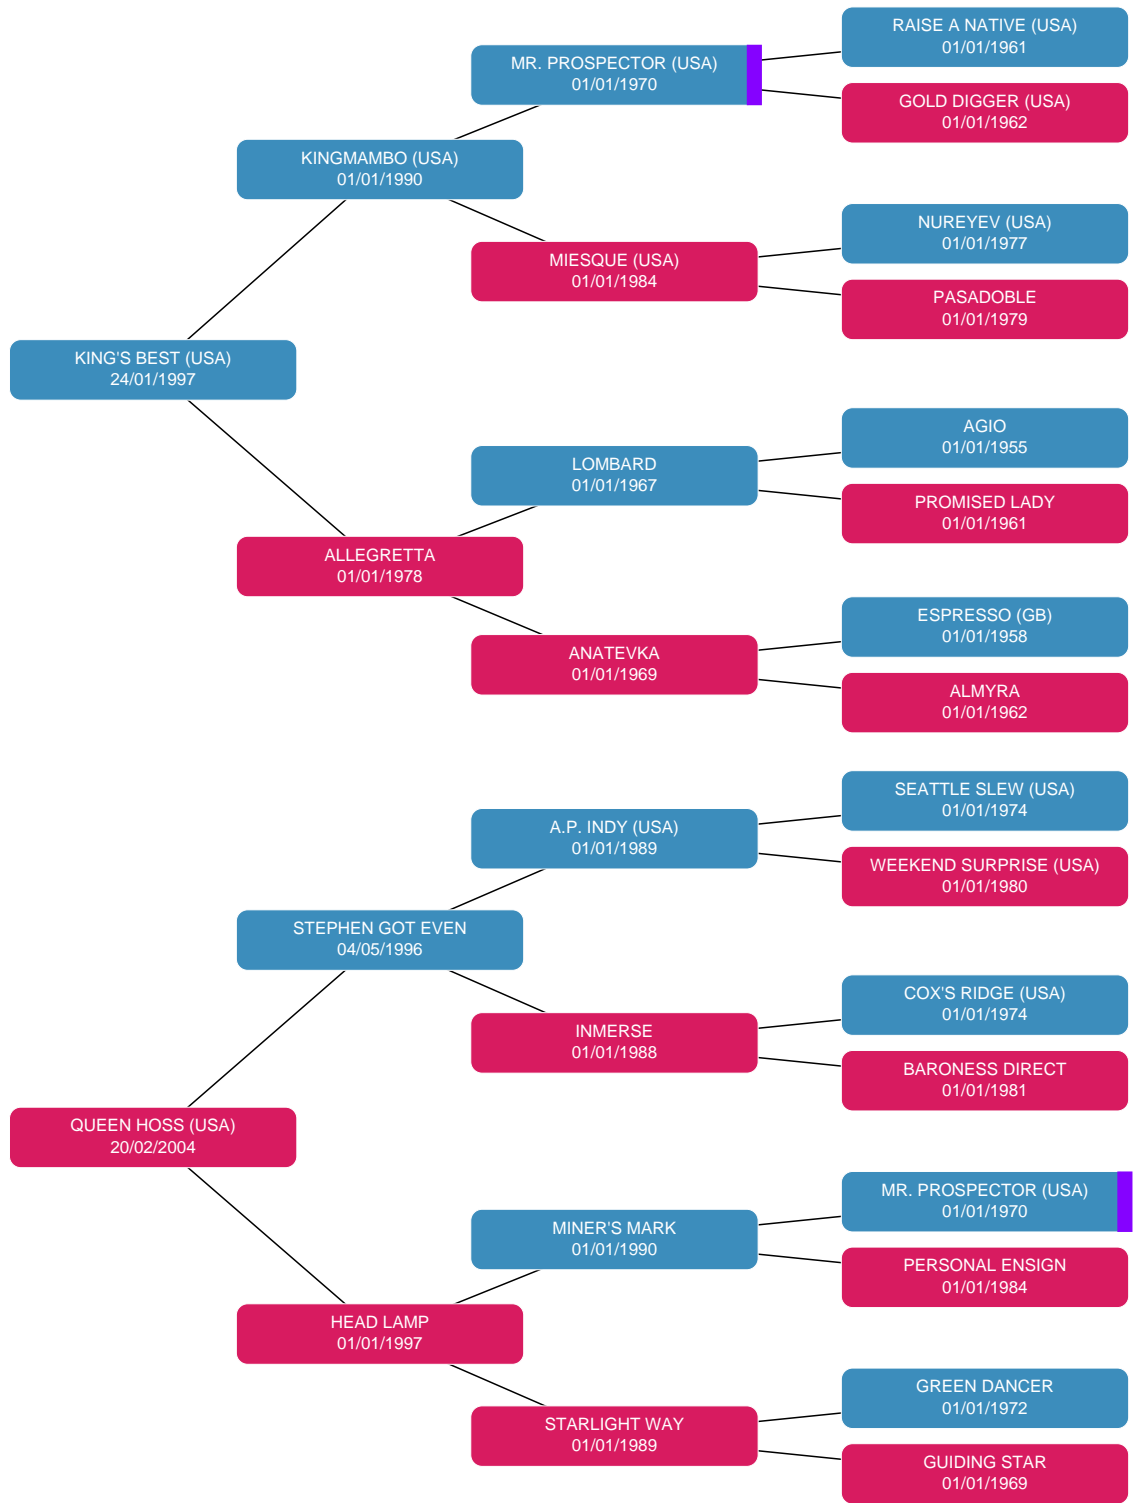 RAISE A NATIVE (USA)
01/01/1961
MR. PROSPECTOR (USA)
01/01/1970
GOLD DIGGER (USA)
01/01/1962
KINGMAMBO (USA)
01/01/1990
NUREYEV (USA)
01/01/1977
MIESQUE (USA)
01/01/1984
PASADOBLE
01/01/1979
KING'S BEST (USA)
24/01/1997
AGIO
01/01/1955
LOMBARD
01/01/1967
PROMISED LADY
01/01/1961
ALLEGRETTA
01/01/1978
ESPRESSO (GB)
01/01/1958
ANATEVKA
01/01/1969
ALMYRA
01/01/1962
SEATTLE SLEW (USA)
01/01/1974
A.P. INDY (USA)
01/01/1989
WEEKEND SURPRISE (USA)
01/01/1980
STEPHEN GOT EVEN
04/05/1996
COX'S RIDGE (USA)
01/01/1974
INMERSE
01/01/1988
BARONESS DIRECT
01/01/1981
QUEEN HOSS (USA)
20/02/2004
MR. PROSPECTOR (USA)
01/01/1970
MINER'S MARK
01/01/1990
PERSONAL ENSIGN
01/01/1984
HEAD LAMP
01/01/1997
GREEN DANCER
01/01/1972
STARLIGHT WAY
01/01/1989
GUIDING STAR
01/01/1969